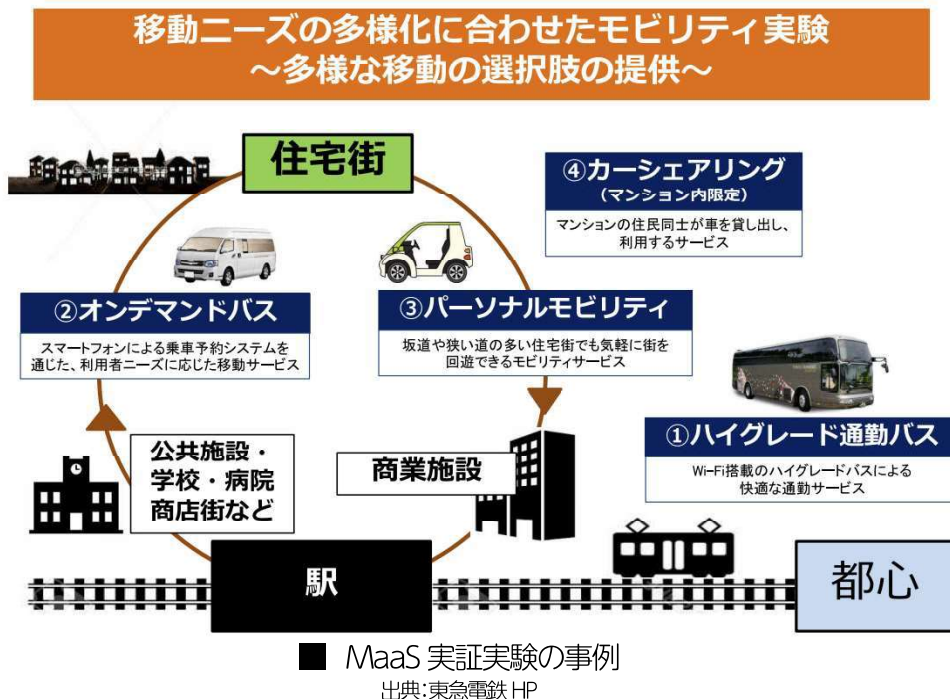 移動ニーズの多様化に合わせたモビリティ実験
～多様な移動の選択肢の提供～
住宅街
④カーシェアリング
(マンション内限定)
マンションの住民同士が車を貸し出し、
利用するサービス
②オンデマンドバス
スマートフォンによる乗車予約システムを
通じた、利用者ニーズに応じた移動サービス
③パーソナルモビリティ
坂道や狭い道の多い住宅街でも気軽に街を
回遊できるモビリティサービス
①ハイグレード通勤バス
Wi-Fi搭載のハイグレードバスによる
快適な通勤サービス
公共施設・
学校・病院
商店街など
商業施設
駅
都心
■ MaaS 実証実験の事例
出典：東急電鉄 HP